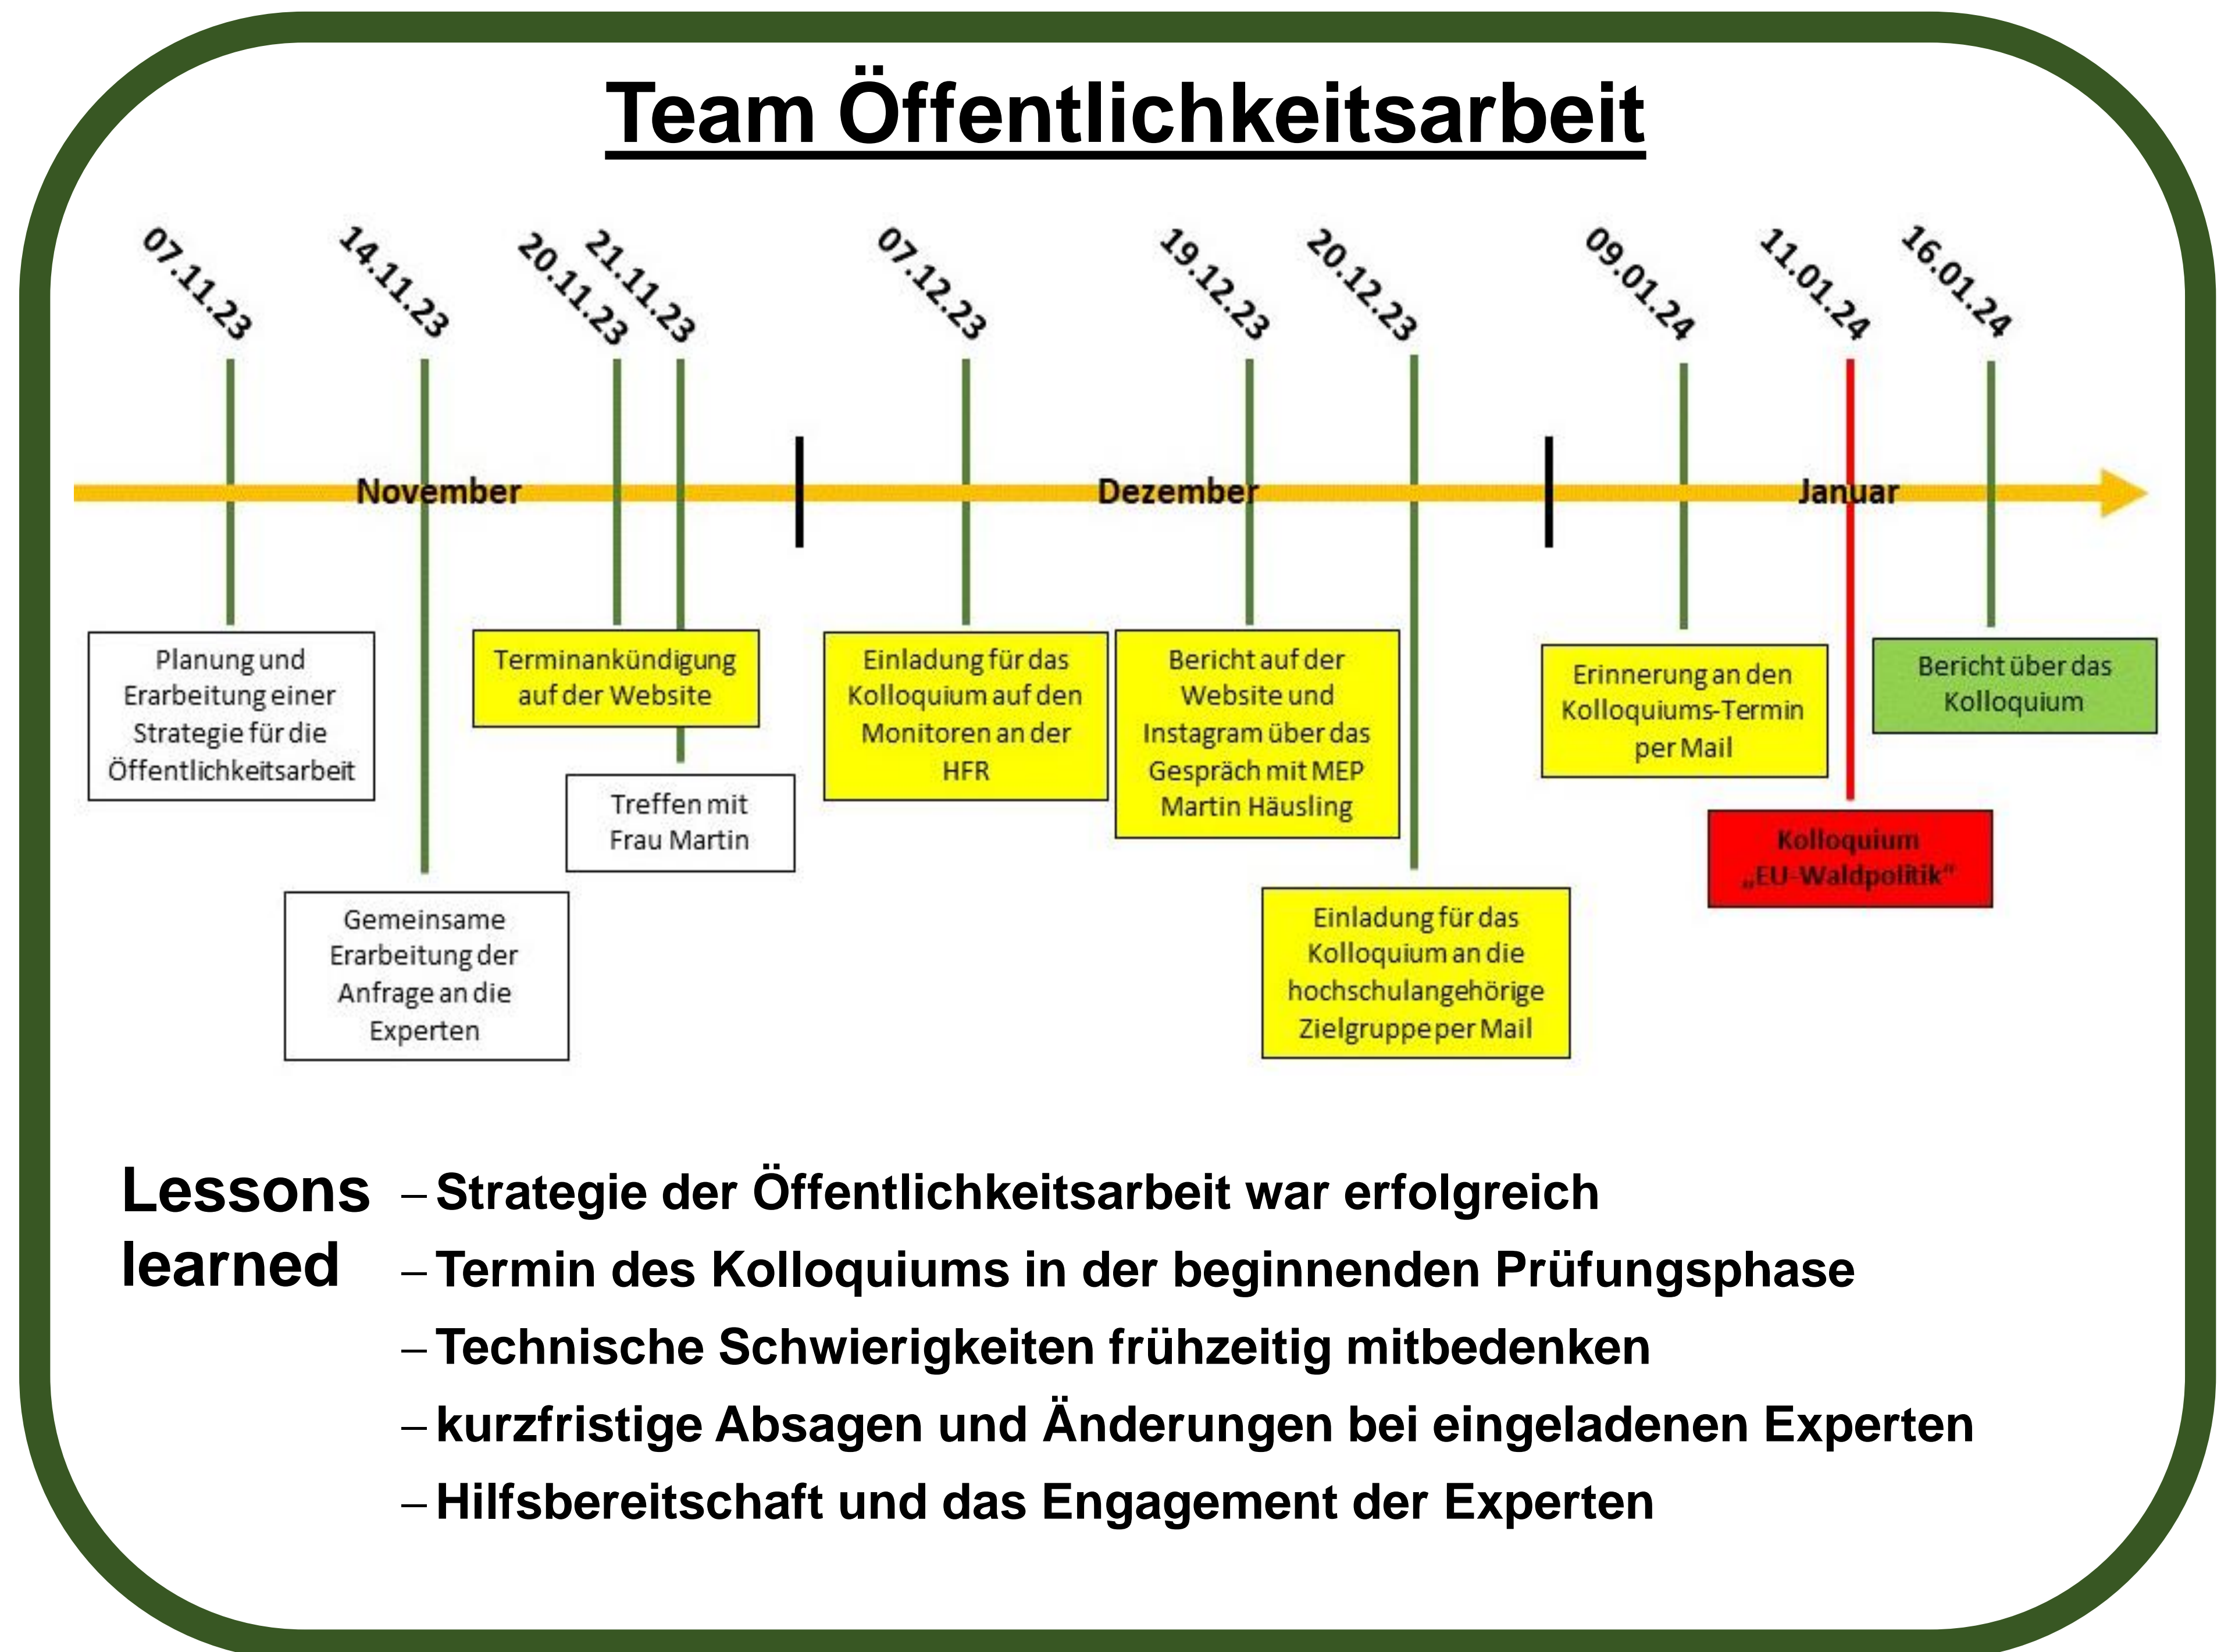 Team Öffentlichkeitsarbeit
07.11.23
14.11.23
20.11.23
21.11.23
07.12.23
19.12.23
20.12.23
09.01.24
11.01.24
16.01.24
November
Dezember
Januar
Planung und
Erarbeitung einer
Strategie für die
Öffentlichkeitsarbeit
Gemeinsame
Erarbeitung der
Anfrage an die
Experten
Terminankündigung
auf der Website
Treffen mit
Frau Martin
Einladung für das
Kolloquium auf den
Monitoren an der
HFR
Bericht auf der
Website und
Instagram über das
Gespräch mit MEP
Martin Häusling
Einladung für das
Kolloquium an die
hochschulangehörige
Zielgruppe per Mail
Erinnerung an den
Kolloquiums-Termin
per Mail
Kolloquium
„EU-Waldpolitik“
Bericht über das
Kolloquium
Lessons
learned
– Strategie der Öffentlichkeitsarbeit war erfolgreich
– Termin des Kolloquiums in der beginnenden Prüfungsphase
– Technische Schwierigkeiten frühzeitig mitbedenken
– kurzfristige Absagen und Änderungen bei eingeladenen Experten
– Hilfsbereitschaft und das Engagement der Experten